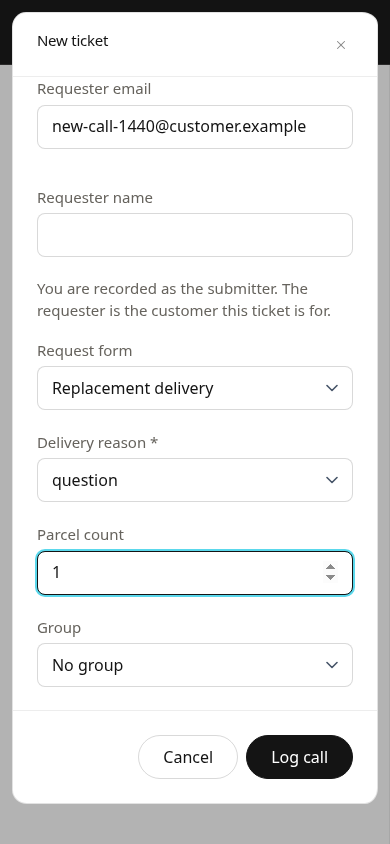 New ticket
×
Requester email
new-call-1440@customer.example
Requester name
You are recorded as the submitter. The
requester is the customer this ticket is for.
Request form
Replacement delivery
Delivery reason *
question
Parcel count
1
Group
No group
Cancel
Log call